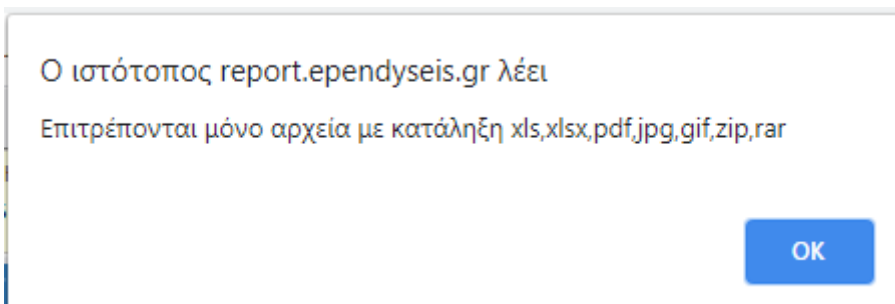 Ο ιστότοπος report.ependyseis.gr λέει
Επιτρέπονται μόνο αρχεία με κατάληξη xls,xlsx,pdf,jpg,gif,zip,rar
OK